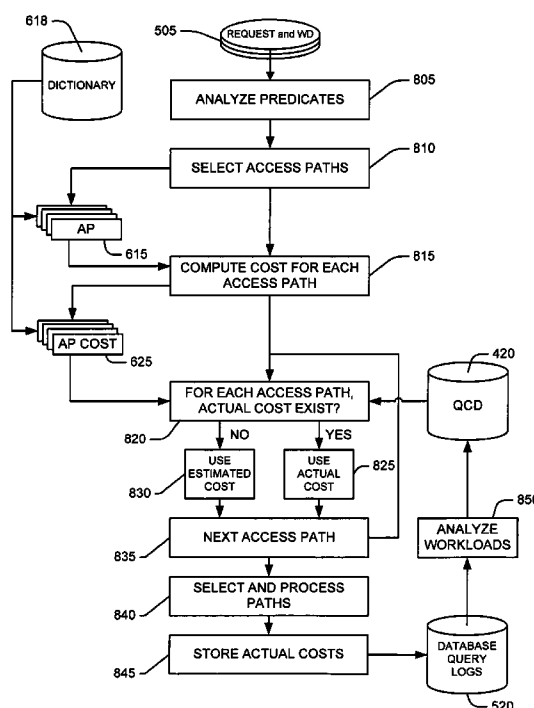 618
505
REQUEST and WD
DICTIONARY
ANALYZE PREDICATES
805
SELECT ACCESS PATHS
810
AP
615
COMPUTE COST FOR EACH
ACCESS PATH
815
AP COST
625
420
FOR EACH ACCESS PATH,
ACTUAL COST EXIST?
QCD
820
NO
YES
USE
ESTIMATED
COST
830
USE
ACTUAL
COST
825
850
ANALYZE
WORKLOADS
NEXT ACCESS PATH
835
SELECT AND PROCESS
PATHS
840
STORE ACTUAL COSTS
845
DATABASE
QUERY
LOGS
520